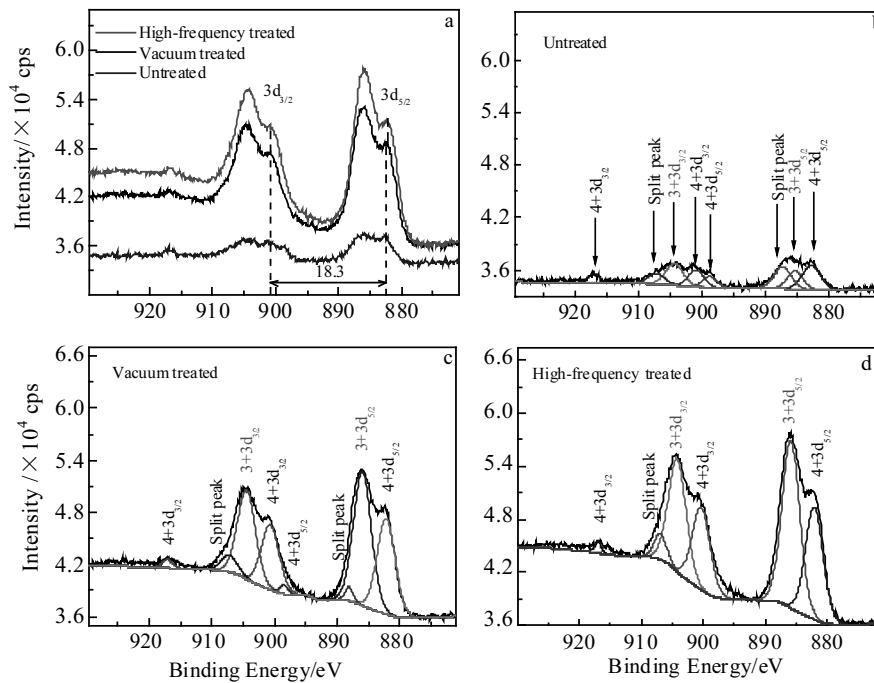 a
High-frequency treated
Vacuum treated
Untreated
3d3/2
3d5/2
18.3
6.0
5.4
4.8
4.2
3.6
Intensity/×10^4 cps
920
900
880
Untreated
4+3d3/2
Split peak
3+3d3/2
4+3d3/2
4+3d5/2
Split peak
3+3d5/2
4+3d5/2
6.0
5.4
4.8
4.2
3.6
920
910
900
890
880
c
Vacuum treated
4+3d3/2
Split peak
3+3d3/2
4+3d3/2
4+3d5/2
Split peak
3+3d5/2
4+3d5/2
6.6
6.0
5.4
4.8
4.2
3.6
Intensity /×10^4 cps
920
910
900
890
880
Binding Energy/eV
d
High-frequency treated
4+3d3/2
Split peak
3+3d3/2
4+3d3/2
3+3d5/2
4+3d5/2
6.6
6.0
5.4
4.8
4.2
3.6
920
910
900
890
880
Binding Energy/eV